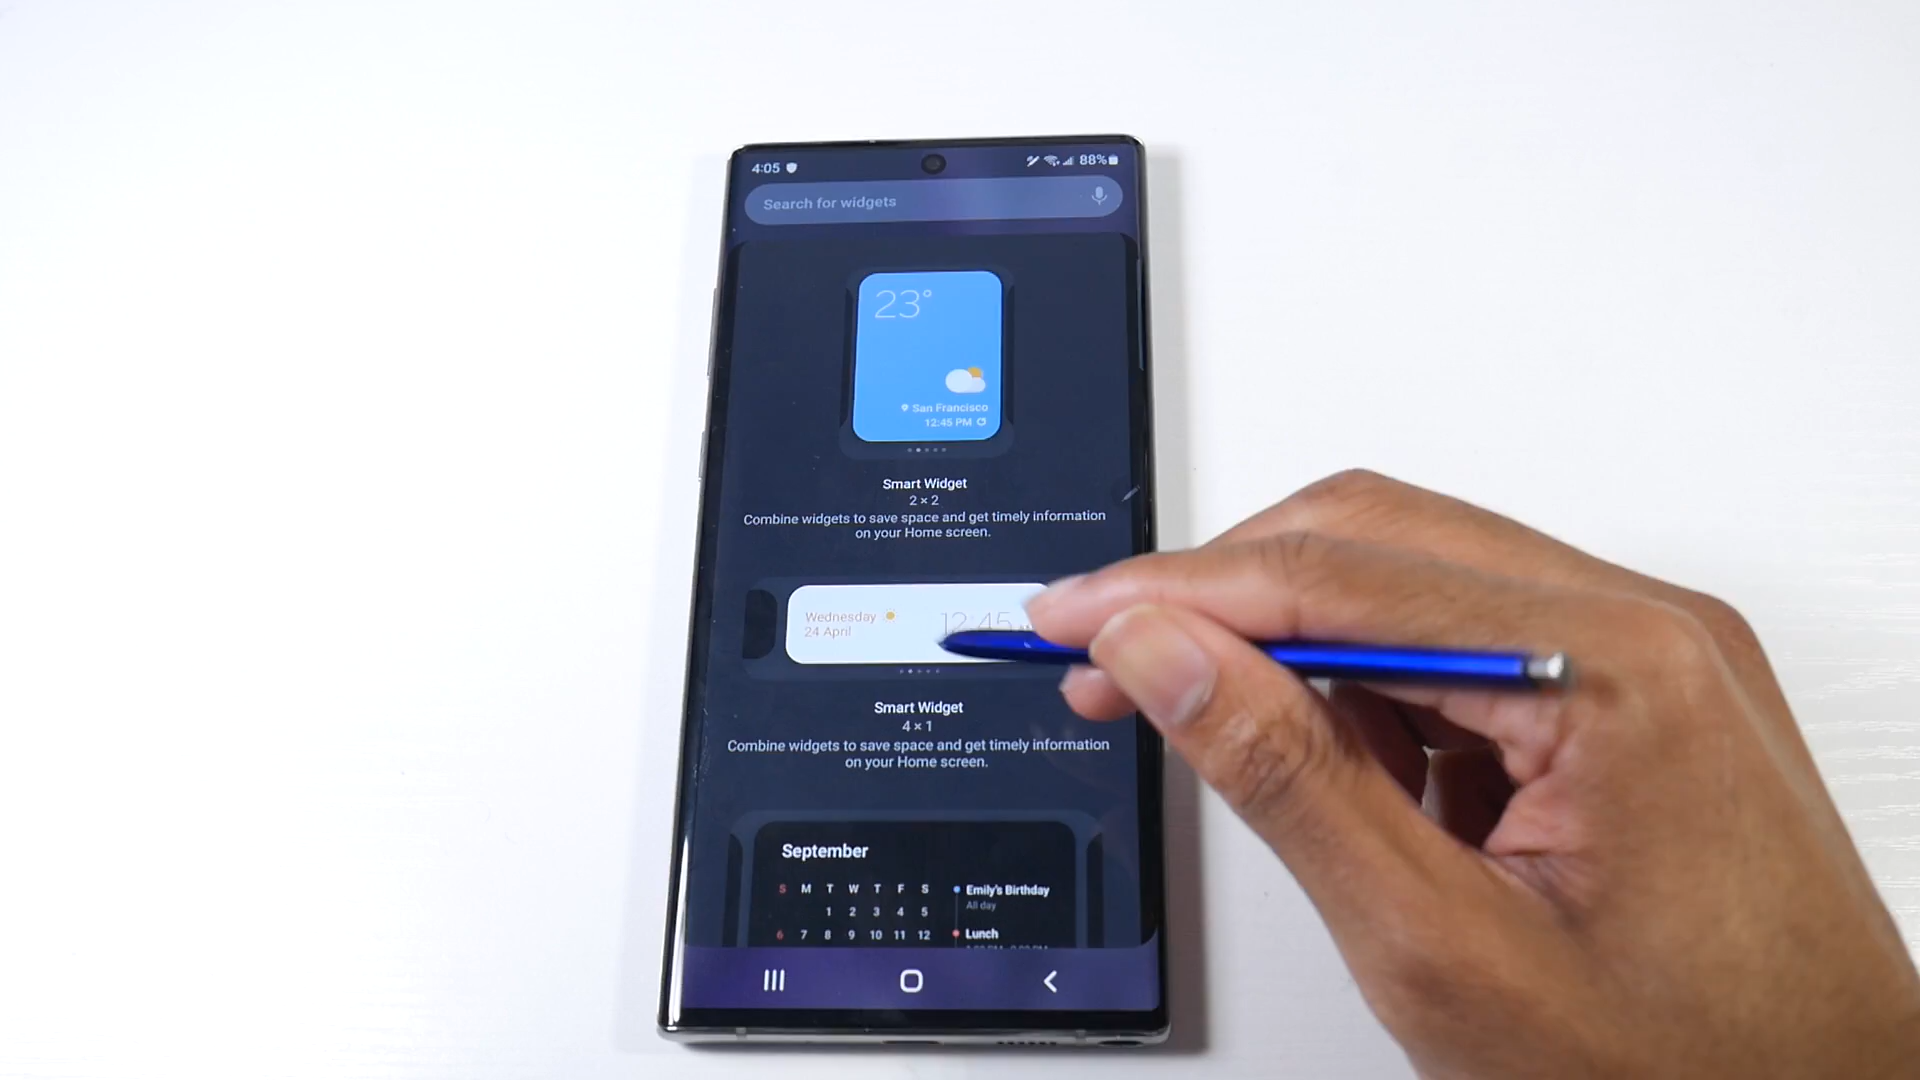 4:05
88%
Search for widgets
23°
San Francisco
12:45 PM
Smart Widget
2 × 2
Combine widgets to save space and get timely information
on your Home screen.
Wednesday
24 April
12:45
Smart Widget
4 × 1
Combine widgets to save space and get timely information
on your Home screen.
September
S M T W T F S
1 2 3 4 5
6 7 8 9 10 11 12
Emily's Birthday
All day
Lunch